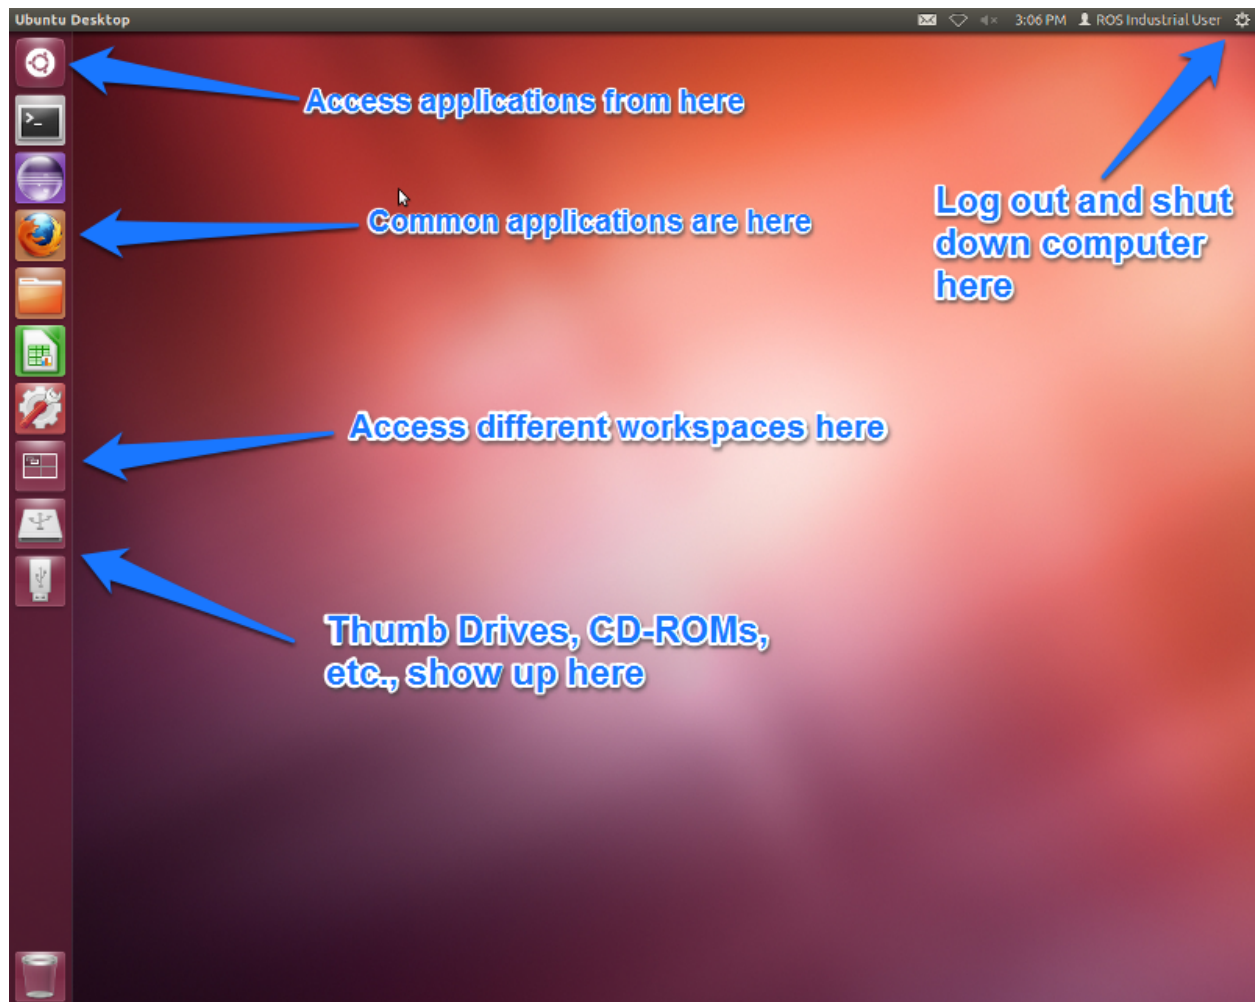 Ubuntu Desktop
3:06 PM ROS Industrial User
Access applications from here
Common applications are here
Log out and shut
down computer
here
Access different workspaces here
Thumb Drives, CD-ROMs,
etc., show up here